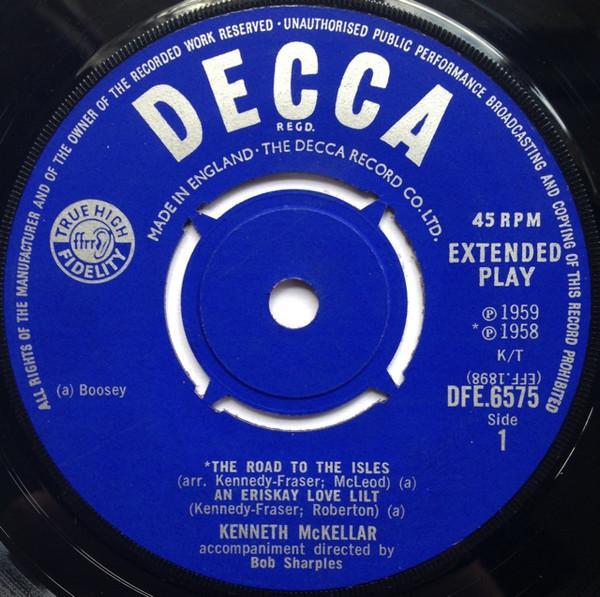 ALL RIGHTS OF THE MANUFACTURER AND OF THE OWNER OF THE RECORDED WORK RESERVED · UNAUTHORISED PUBLIC PERFORMANCE BROADCASTING AND COPYING OF THIS RECORD PROHIBITED
DECCA
REGD.
MADE IN ENGLAND · THE DECCA RECORD CO. LTD.
TRUE HIGH
ffrr
FIDELITY
45 RPM
EXTENDED
PLAY
℗ 1959
*℗ 1958
K/T
(EFF.1898)
(a) Boosey
DFE.6575
Side
1
*THE ROAD TO THE ISLES
(arr. Kennedy-Fraser; McLeod) (a)
AN ERISKAY LOVE LILT
(Kennedy-Fraser; Roberton) (a)
KENNETH McKELLAR
accompaniment directed by
Bob Sharples